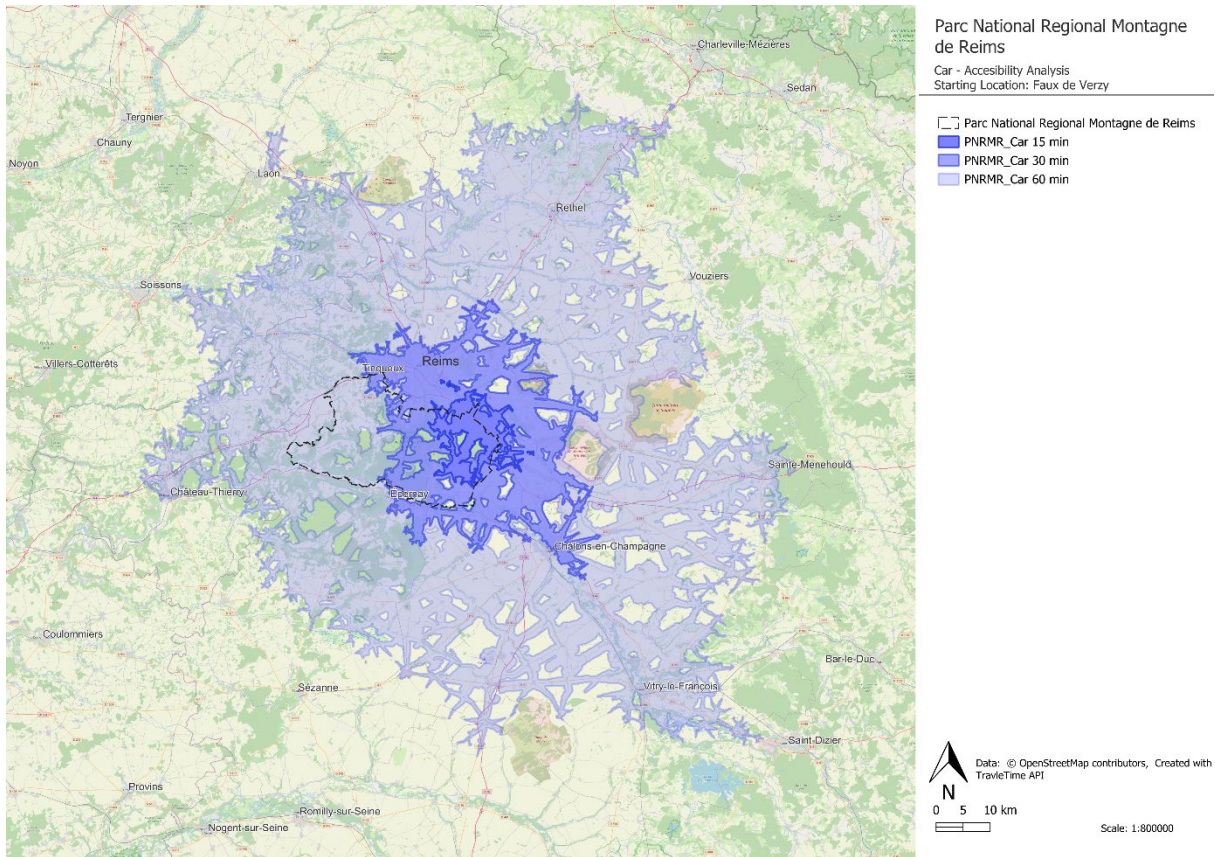 Parc National Regional Montagne
de Reims
Car - Accesibility Analysis
Starting Location: Faux de Verzy
Parc National Regional Montagne de Reims
PNRMR_Car 15 min
PNRMR_Car 30 min
PNRMR_Car 60 min
Charleville-Mézières
Sedan
Tergnier
Chauny
Noyon
Laon
Rethel
Vouziers
Soissons
Villers-Cotterêts
Reims
Tinqueux
Sainte-Menehould
Château-Thierry
Epernay
Châlons-en-Champagne
Coulommiers
Bar-le-Duc
Sézanne
Vitry-le-François
Saint-Dizier
Provins
Romilly-sur-Seine
Nogent-sur-Seine
Data: © OpenStreetMap contributors, Created with
TravleTime API
N
0 5 10 km
Scale: 1:800000